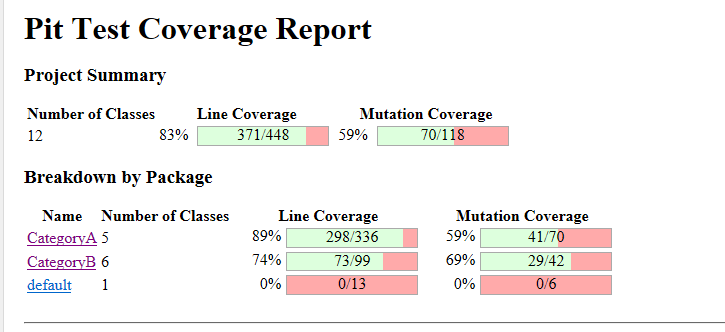 Pit Test Coverage Report
Project Summary
Number of Classes Line Coverage Mutation Coverage
12 83% 371/448 59% 70/118
Breakdown by Package
Name Number of Classes Line Coverage Mutation Coverage
CategoryA 5 89% 298/336 59% 41/70
CategoryB 6 74% 73/99 69% 29/42
default 1 0% 0/13 0% 0/6